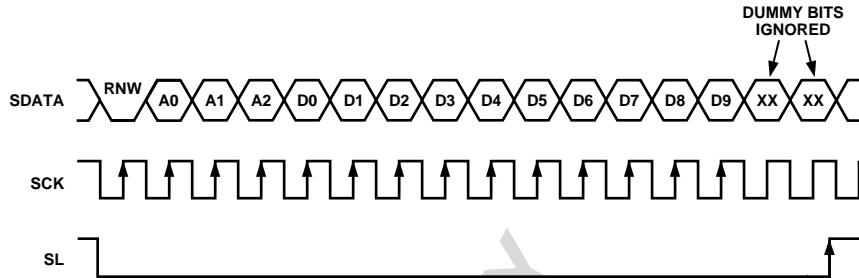 DUMMY BITS
IGNORED
SDATA RNW A0 A1 A2 D0 D1 D2 D3 D4 D5 D6 D7 D8 D9 XX XX
SCK
SL